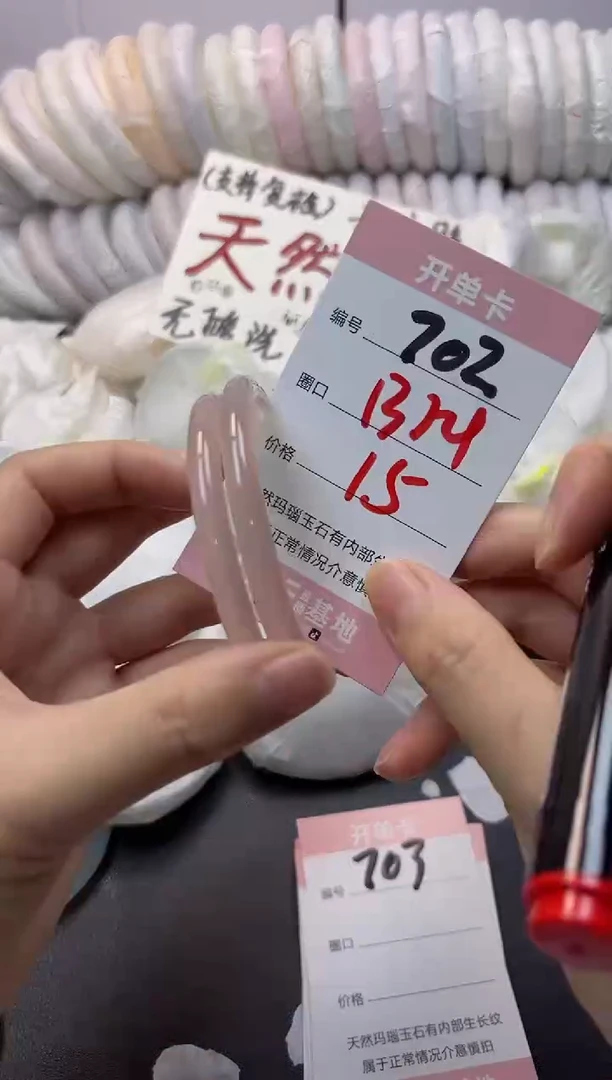 (支持复检)
天然
无酸洗
开单卡
编号 702
圈口
价格 15
然玛瑙玉石有内部生
正常情况介意慎
基地
开单卡
编号 703
圈口
价格
天然玛瑙玉石有内部生长纹
属于正常情况介意慎拍